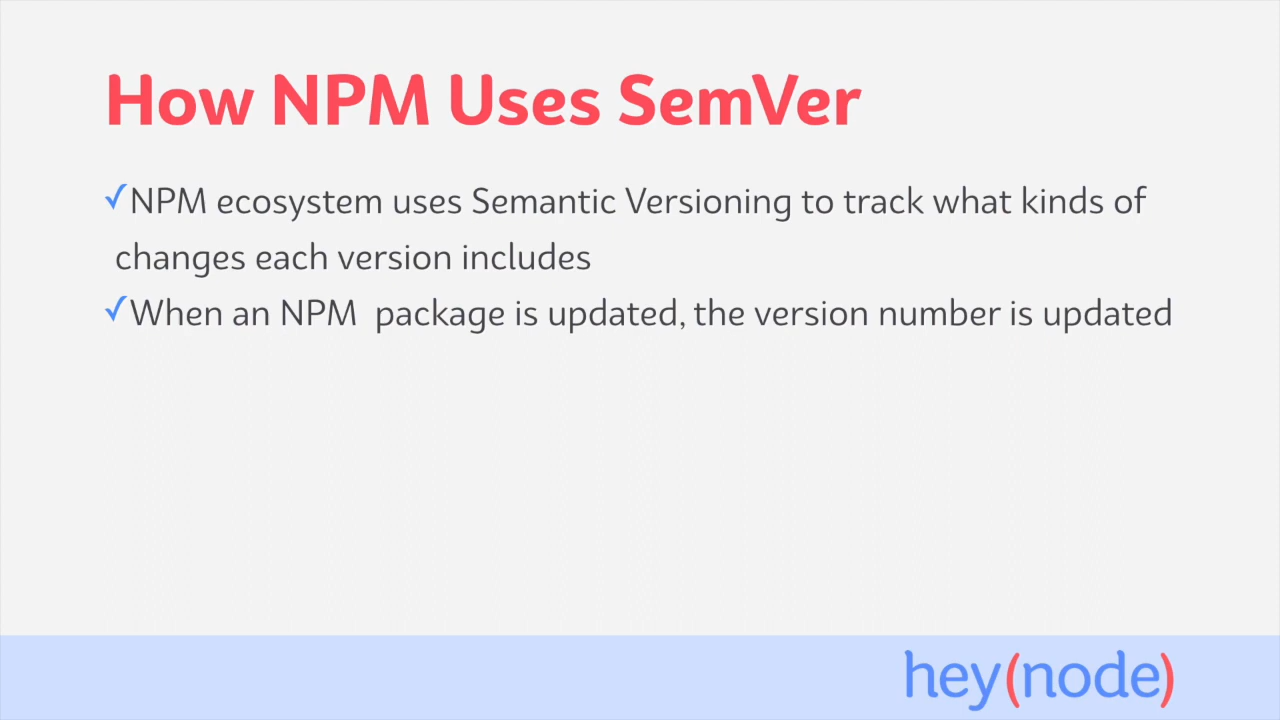 How NPM Uses SemVer
✓NPM ecosystem uses Semantic Versioning to track what kinds of
changes each version includes
✓When an NPM  package is updated, the version number is updated
hey(node)